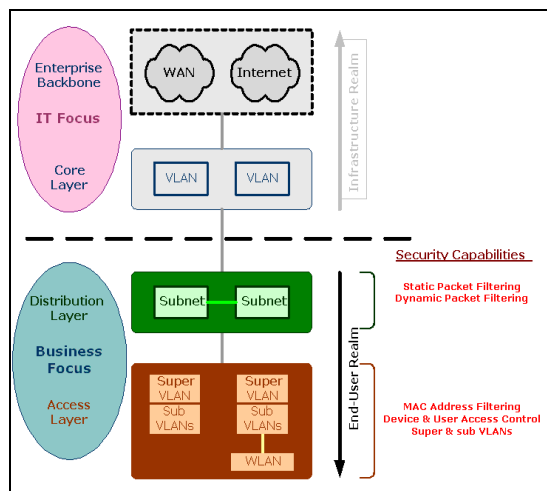 Enterprise
Backbone
IT Focus
Core
Layer
WAN
Internet
VLAN
VLAN
Infrastructure Realm
Security Capabilities
Distribution
Layer
Business
Focus
Access
Layer
Subnet
Subnet
Super
VLAN
Sub
VLANs
Super
VLAN
Sub
VLANs
WLAN
End-User Realm
Static Packet Filtering
Dynamic Packet Filtering
MAC Address Filtering
Device & User Access Control
Super & sub VLANs